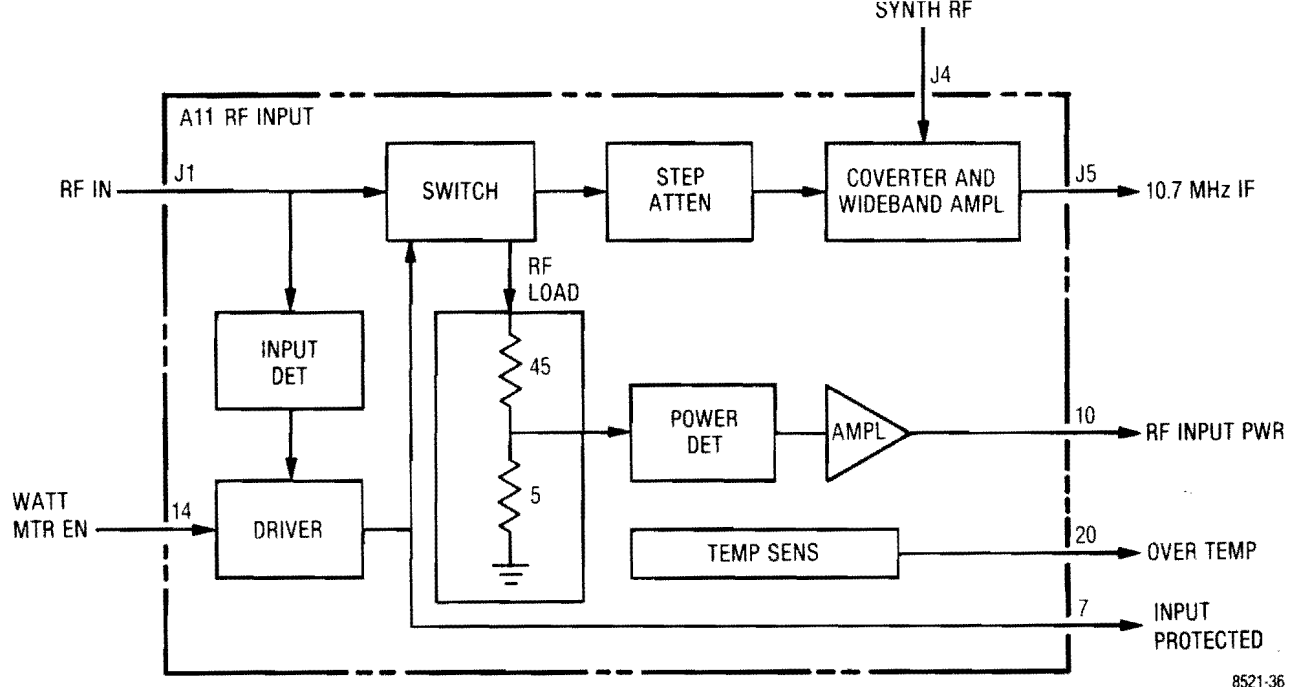 SYNTH RF
J4
A11 RF INPUT
RF IN
J1
SWITCH
STEP
ATTEN
COVERTER AND
WIDEBAND AMPL
J5
10.7 MHz IF
RF
LOAD
INPUT
DET
45
POWER
DET
AMPL
10
RF INPUT PWR
5
WATT
MTR EN
14
DRIVER
TEMP SENS
20
OVER TEMP
7
INPUT
PROTECTED
8521-36